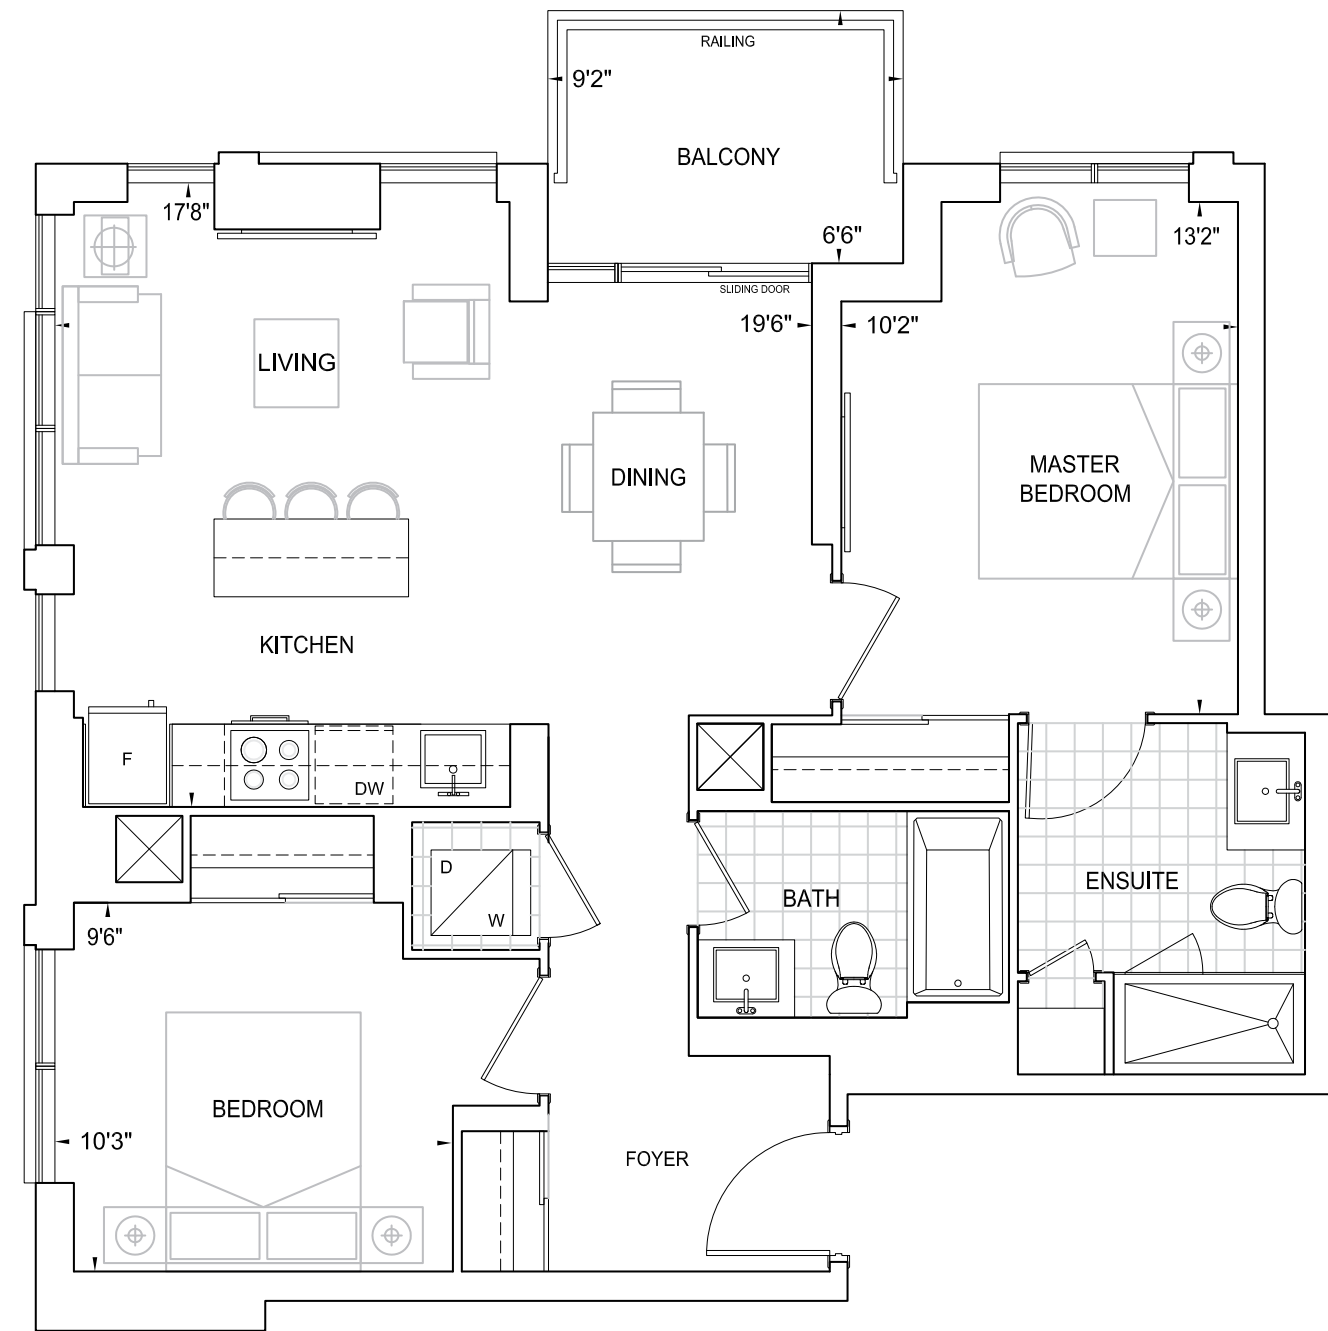 RAILING
9'2"
BALCONY
17'8"
6'6"
13'2"
SLIDING DOOR
19'6"
10'2"
LIVING
MASTER
BEDROOM
DINING
KITCHEN
F
DW
D
W
BATH
ENSUITE
9'6"
BEDROOM
10'3"
FOYER